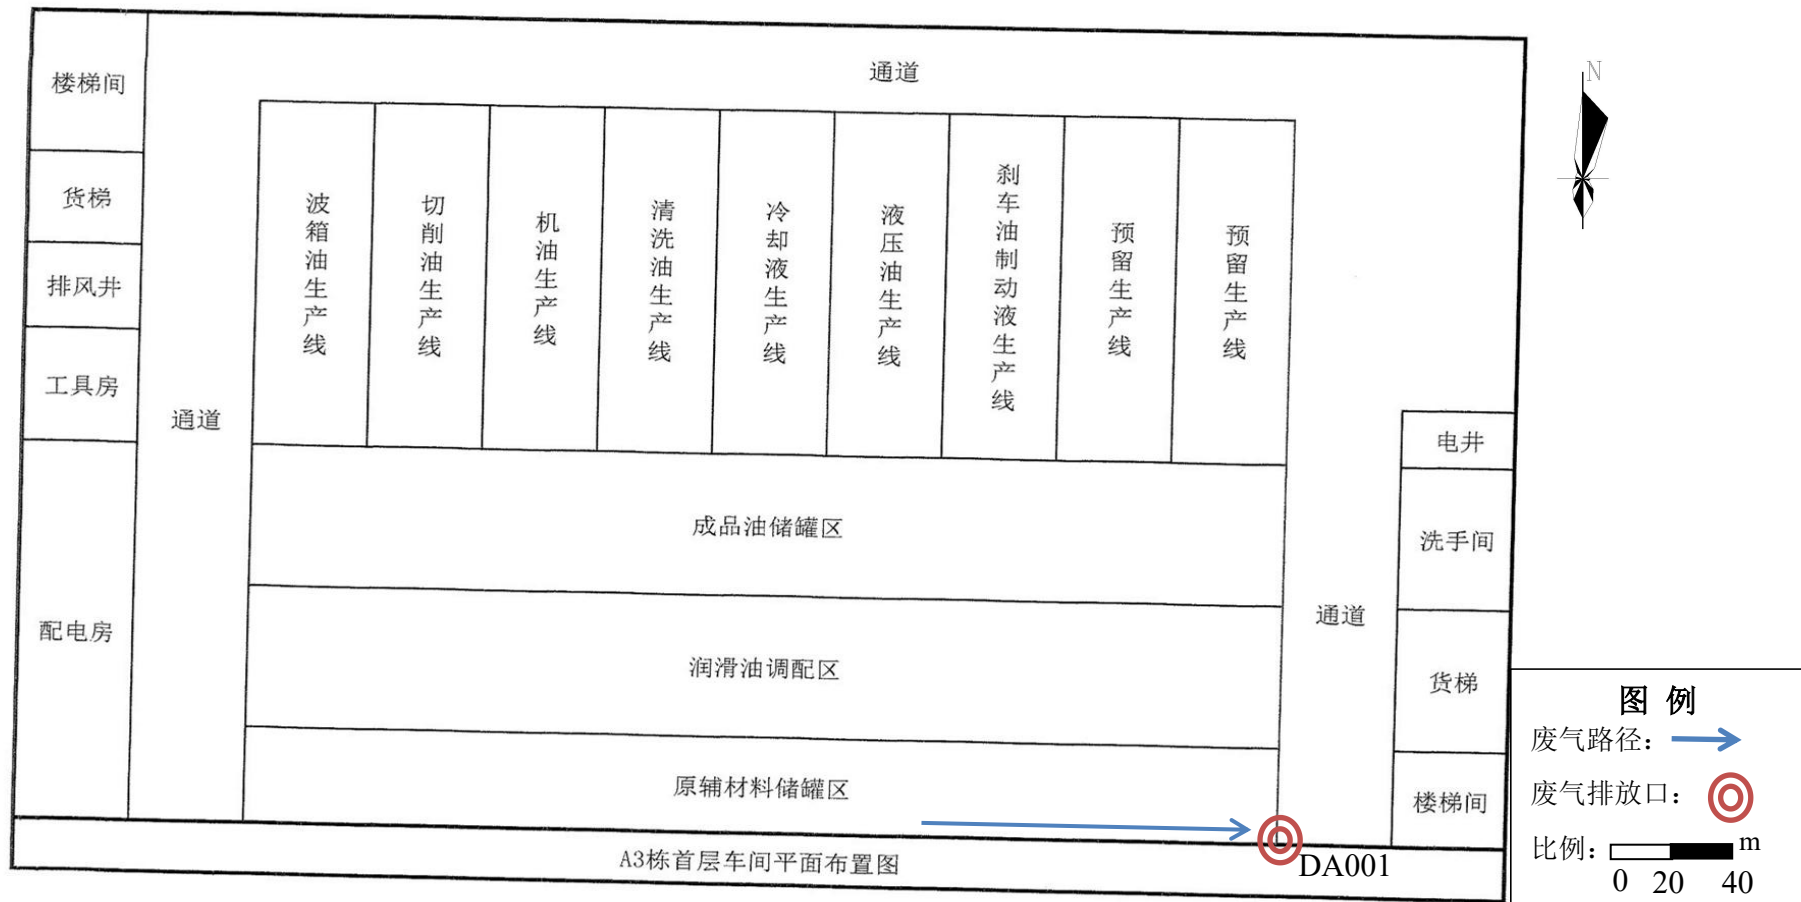 通道
N
楼梯间
货梯
排风井
工具房
配电房
通道
波箱油生产线
切削油生产线
机油生产线
清洗油生产线
冷却液生产线
液压油生产线
刹车油制动液生产线
预留生产线
预留生产线
成品油储罐区
润滑油调配区
原辅材料储罐区
通道
电井
洗手间
货梯
楼梯间
DA001
A3栋首层车间平面布置图
图 例
废气路径：
废气排放口：
比例： m
0 20 40